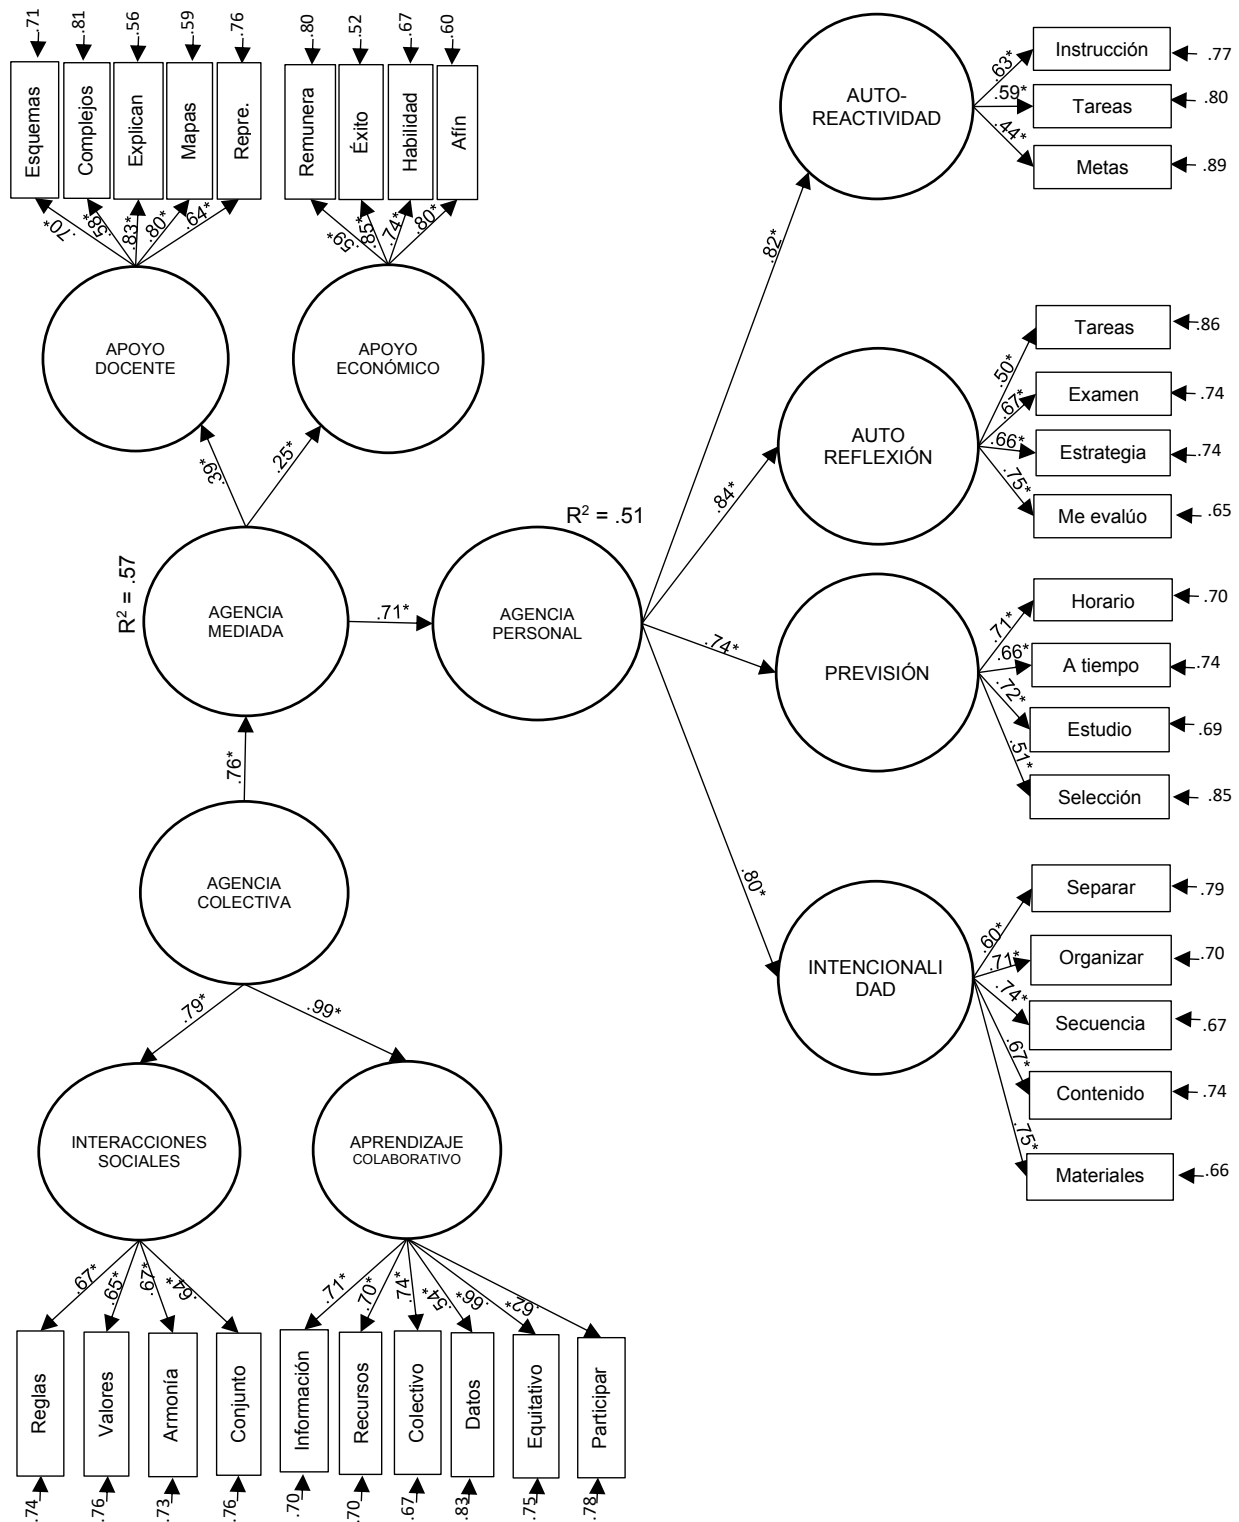 .71
.81
.56
.59
.76
.80
.52
.67
.60
Esquemas
Complejos
Explican
Mapas
Repre.
Remunera
Éxito
Habilidad
Afín
.70*
.58*
.83*
.80*
.64*
.59*
.85*
.74*
.80*
APOYO
DOCENTE
APOYO
ECONÓMICO
.39*
.25*
R² = .57
AGENCIA
MEDIADA
.71*
R² = .51
AGENCIA
PERSONAL
.76*
AGENCIA
COLECTIVA
.79*
.99*
INTERACCIONES
SOCIALES
APRENDIZAJE
COLABORATIVO
.67*
.65*
.67*
.64*
.71*
.70*
.74*
.54*
.66*
.62*
Reglas
Valores
Armonía
Conjunto
Información
Recursos
Colectivo
Datos
Equitativo
Participar
.74
.76
.73
.76
.70
.70
.67
.83
.75
.78
.82*
.84*
.74*
.80*
AUTO-
REACTIVIDAD
.63*
.59*
.44*
Instrucción
.77
Tareas
.80
Metas
.89
AUTO
REFLEXIÓN
.50*
.67*
.66*
.75*
Tareas
.86
Examen
.74
Estrategia
.74
Me evalúo
.65
PREVISIÓN
.71*
.66*
.72*
.51*
Horario
.70
A tiempo
.74
Estudio
.69
Selección
.85
INTENCIONALI
DAD
.60*
.71*
.74*
.67*
.75*
Separar
.79
Organizar
.70
Secuencia
.67
Contenido
.74
Materiales
.66